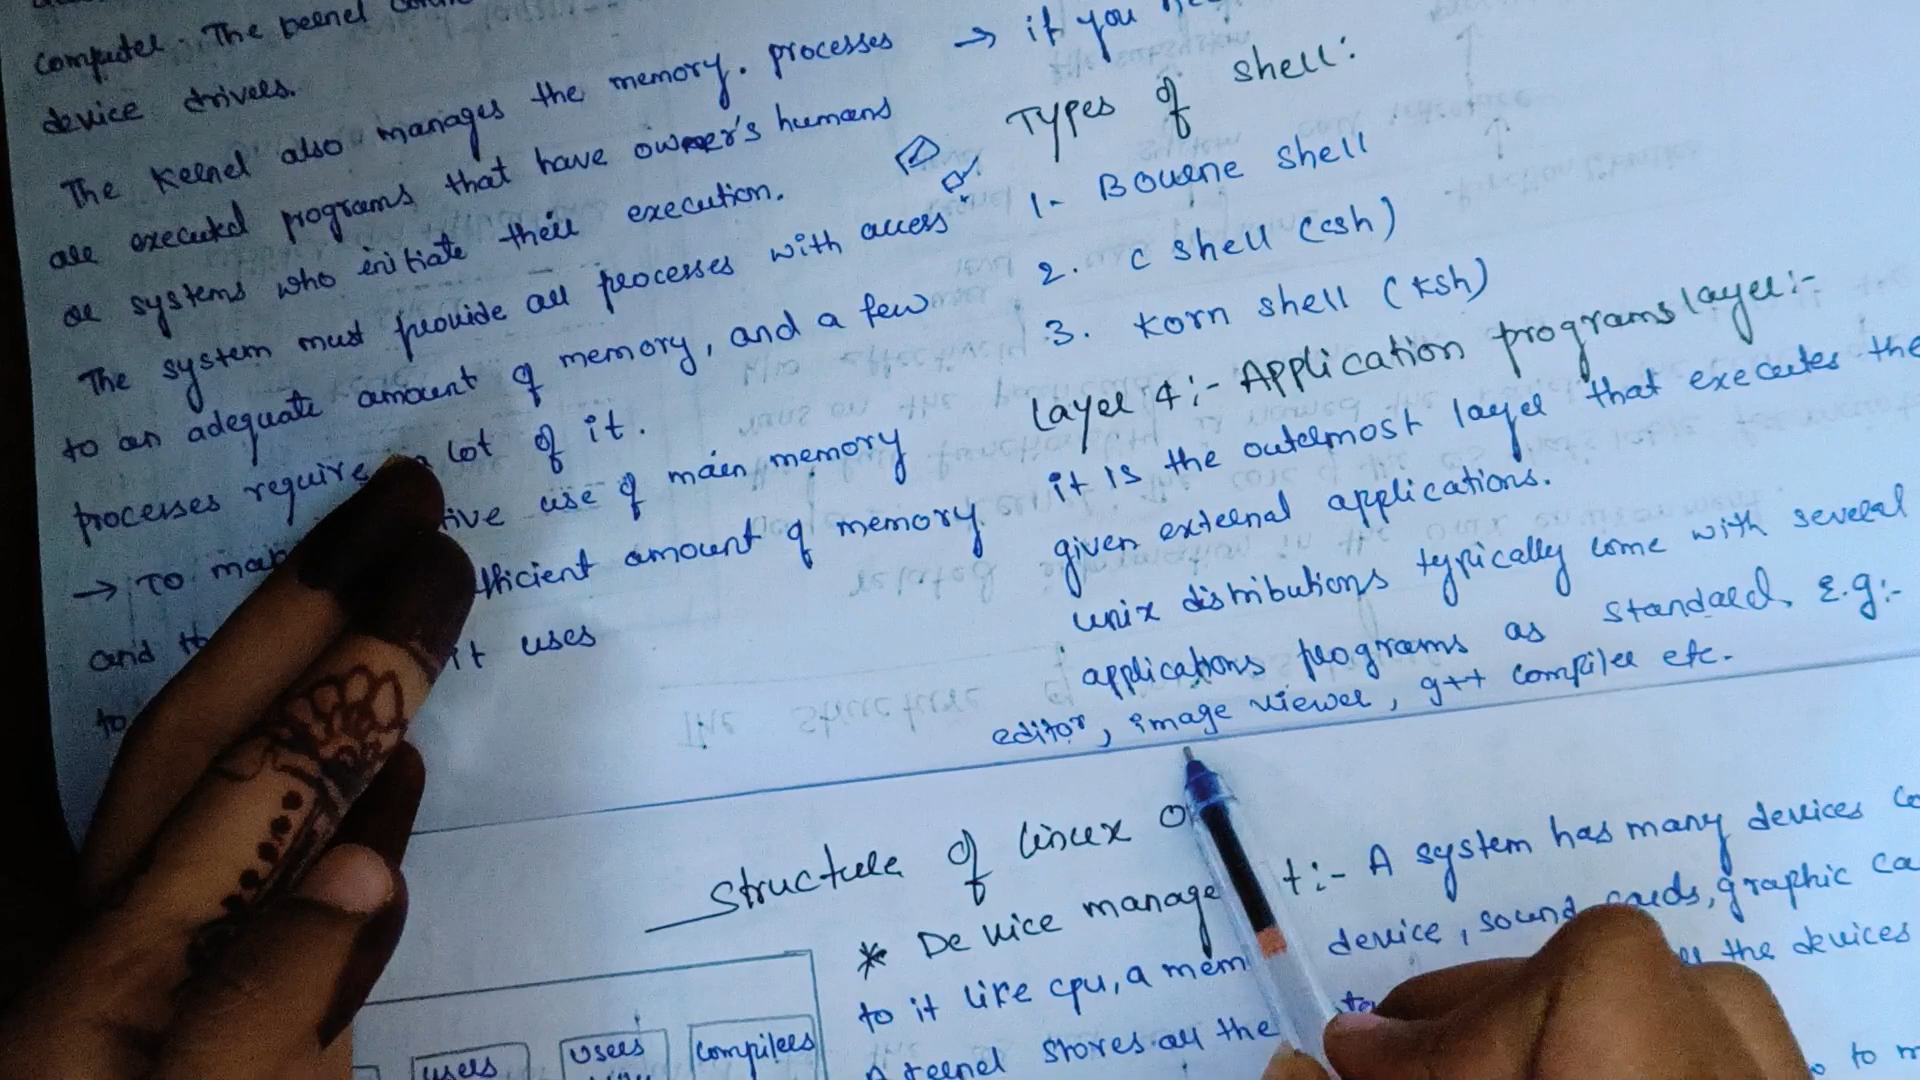 computer. The kernel
device drivers.
The kernel also manages the memory. processes
are executed programs that have owner's humans
or systems who initiate their execution.
The system must provide all processes with access
to an adequate amount of memory, and a few
processes require a lot of it.
→ To
tive use of main memory
fficient amount of memory
and
it uses
to
→ if you
Types of shell:
1- Bourne shell
2. C shell (csh)
3. Korn shell (ksh)
Layer 4:- Application programs layer:-
it is the outermost layer that executes the
given external applications.
unix distributions typically come with several
applications programs as standard. E.g:-
editor, image viewer, g++ compiler etc.
Structure of linux
* Device manage t:- A system has many devices
to it like cpu, a mem device, sound cards, graphic
kernel stores all the the devices
to
users
users
compilers